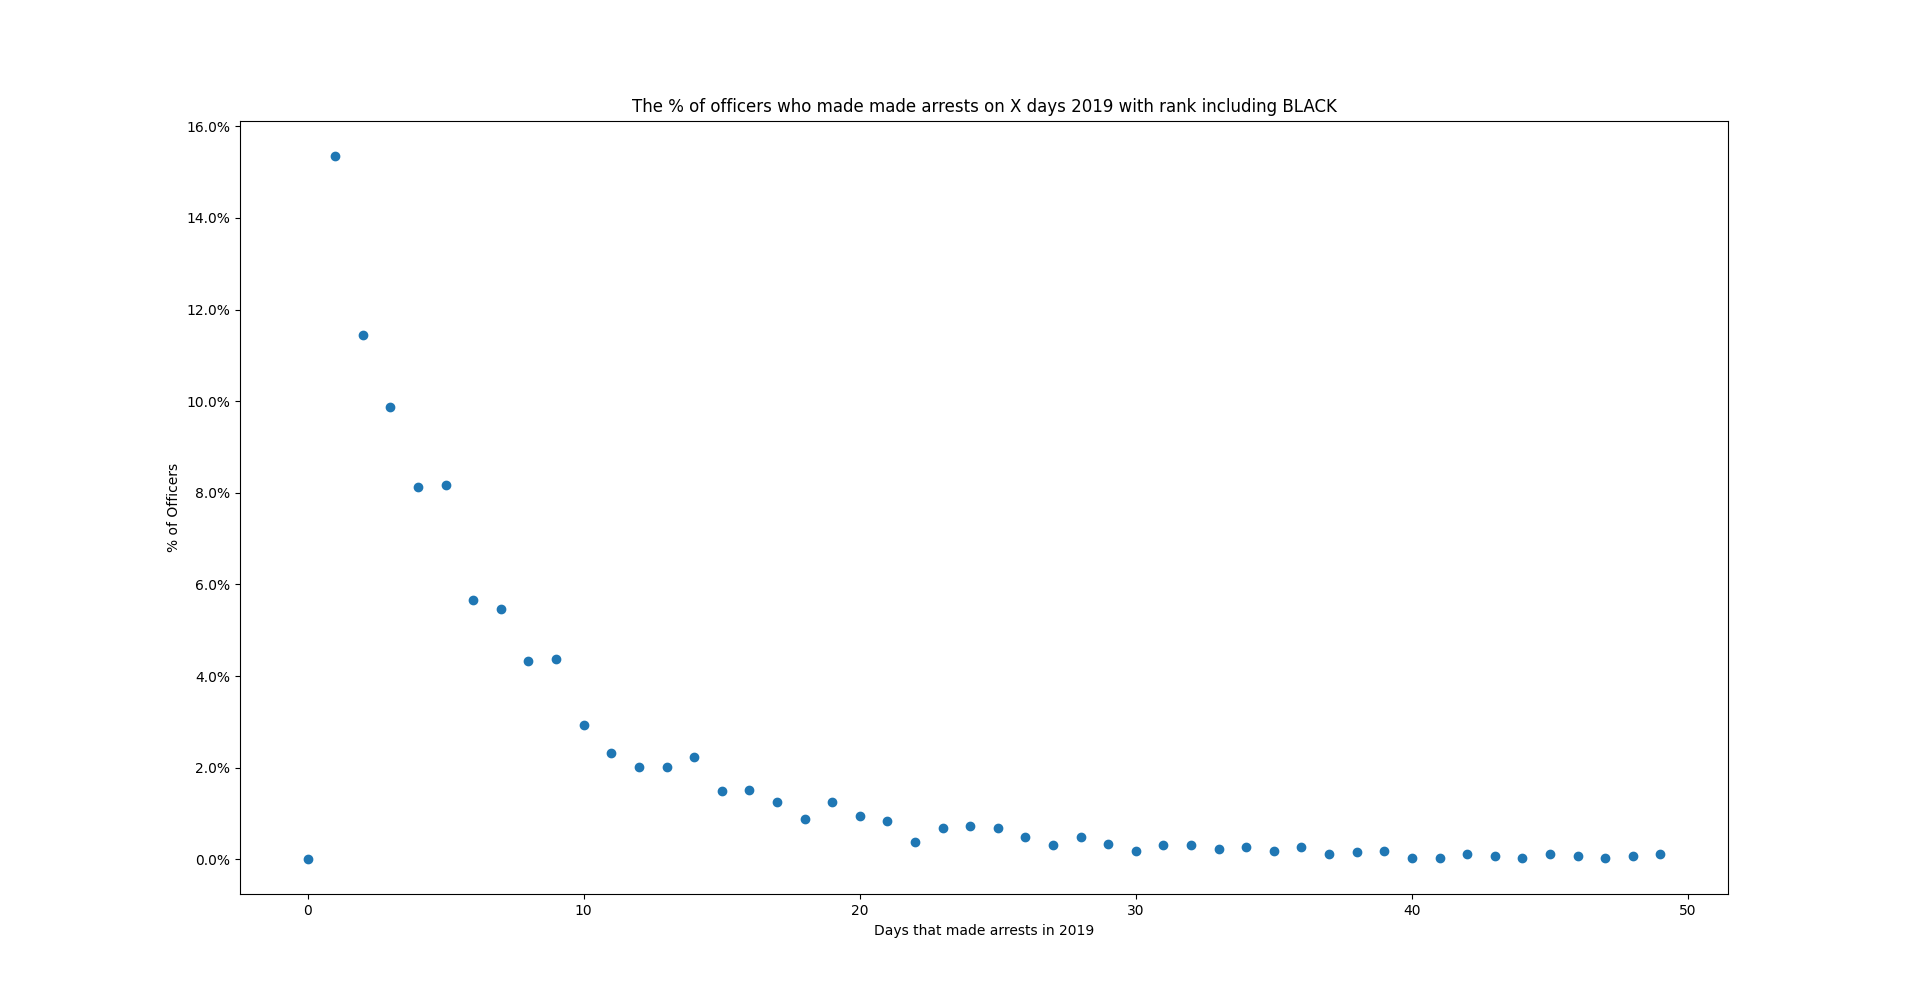 The % of officers who made made arrests on X days 2019 with rank including BLACK
16.0%
14.0%
12.0%
10.0%
8.0%
6.0%
4.0%
2.0%
0.0%
% of Officers
0 10 20 30 40 50
Days that made arrests in 2019